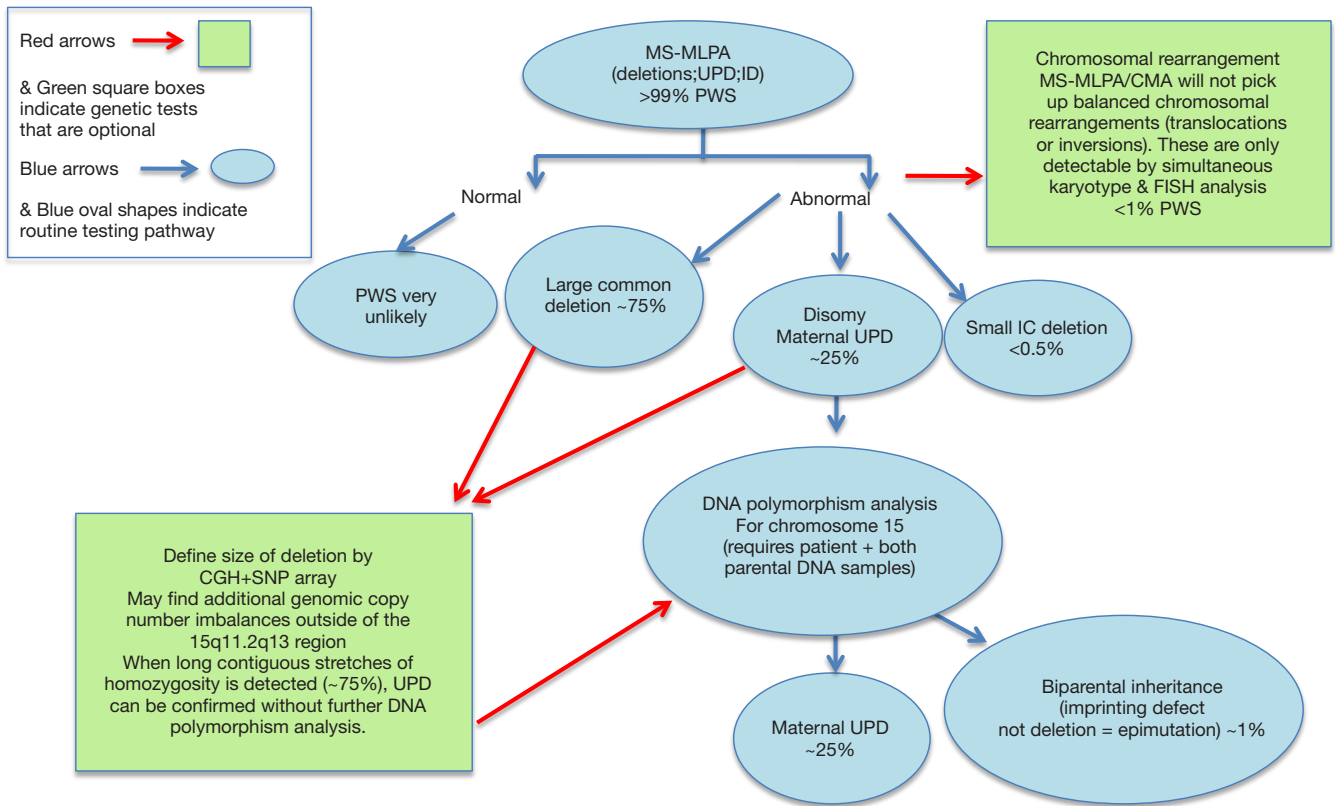 Red arrows
& Green square boxes
indicate genetic tests
that are optional
Blue arrows
& Blue oval shapes indicate
routine testing pathway
MS-MLPA
(deletions;UPD;ID)
>99% PWS
Chromosomal rearrangement
MS-MLPA/CMA will not pick
up balanced chromosomal
rearrangements (translocations
or inversions). These are only
detectable by simultaneous
karyotype & FISH analysis
<1% PWS
Normal
Abnormal
PWS very
unlikely
Large common
deletion ~75%
Disomy
Maternal UPD
~25%
Small IC deletion
<0.5%
DNA polymorphism analysis
For chromosome 15
(requires patient + both
parental DNA samples)
Define size of deletion by
CGH+SNP array
May find additional genomic copy
number imbalances outside of the
15q11.2q13 region
When long contiguous stretches of
homozygosity is detected (~75%), UPD
can be confirmed without further DNA
polymorphism analysis.
Maternal UPD
~25%
Biparental inheritance
(imprinting defect
not deletion = epimutation) ~1%